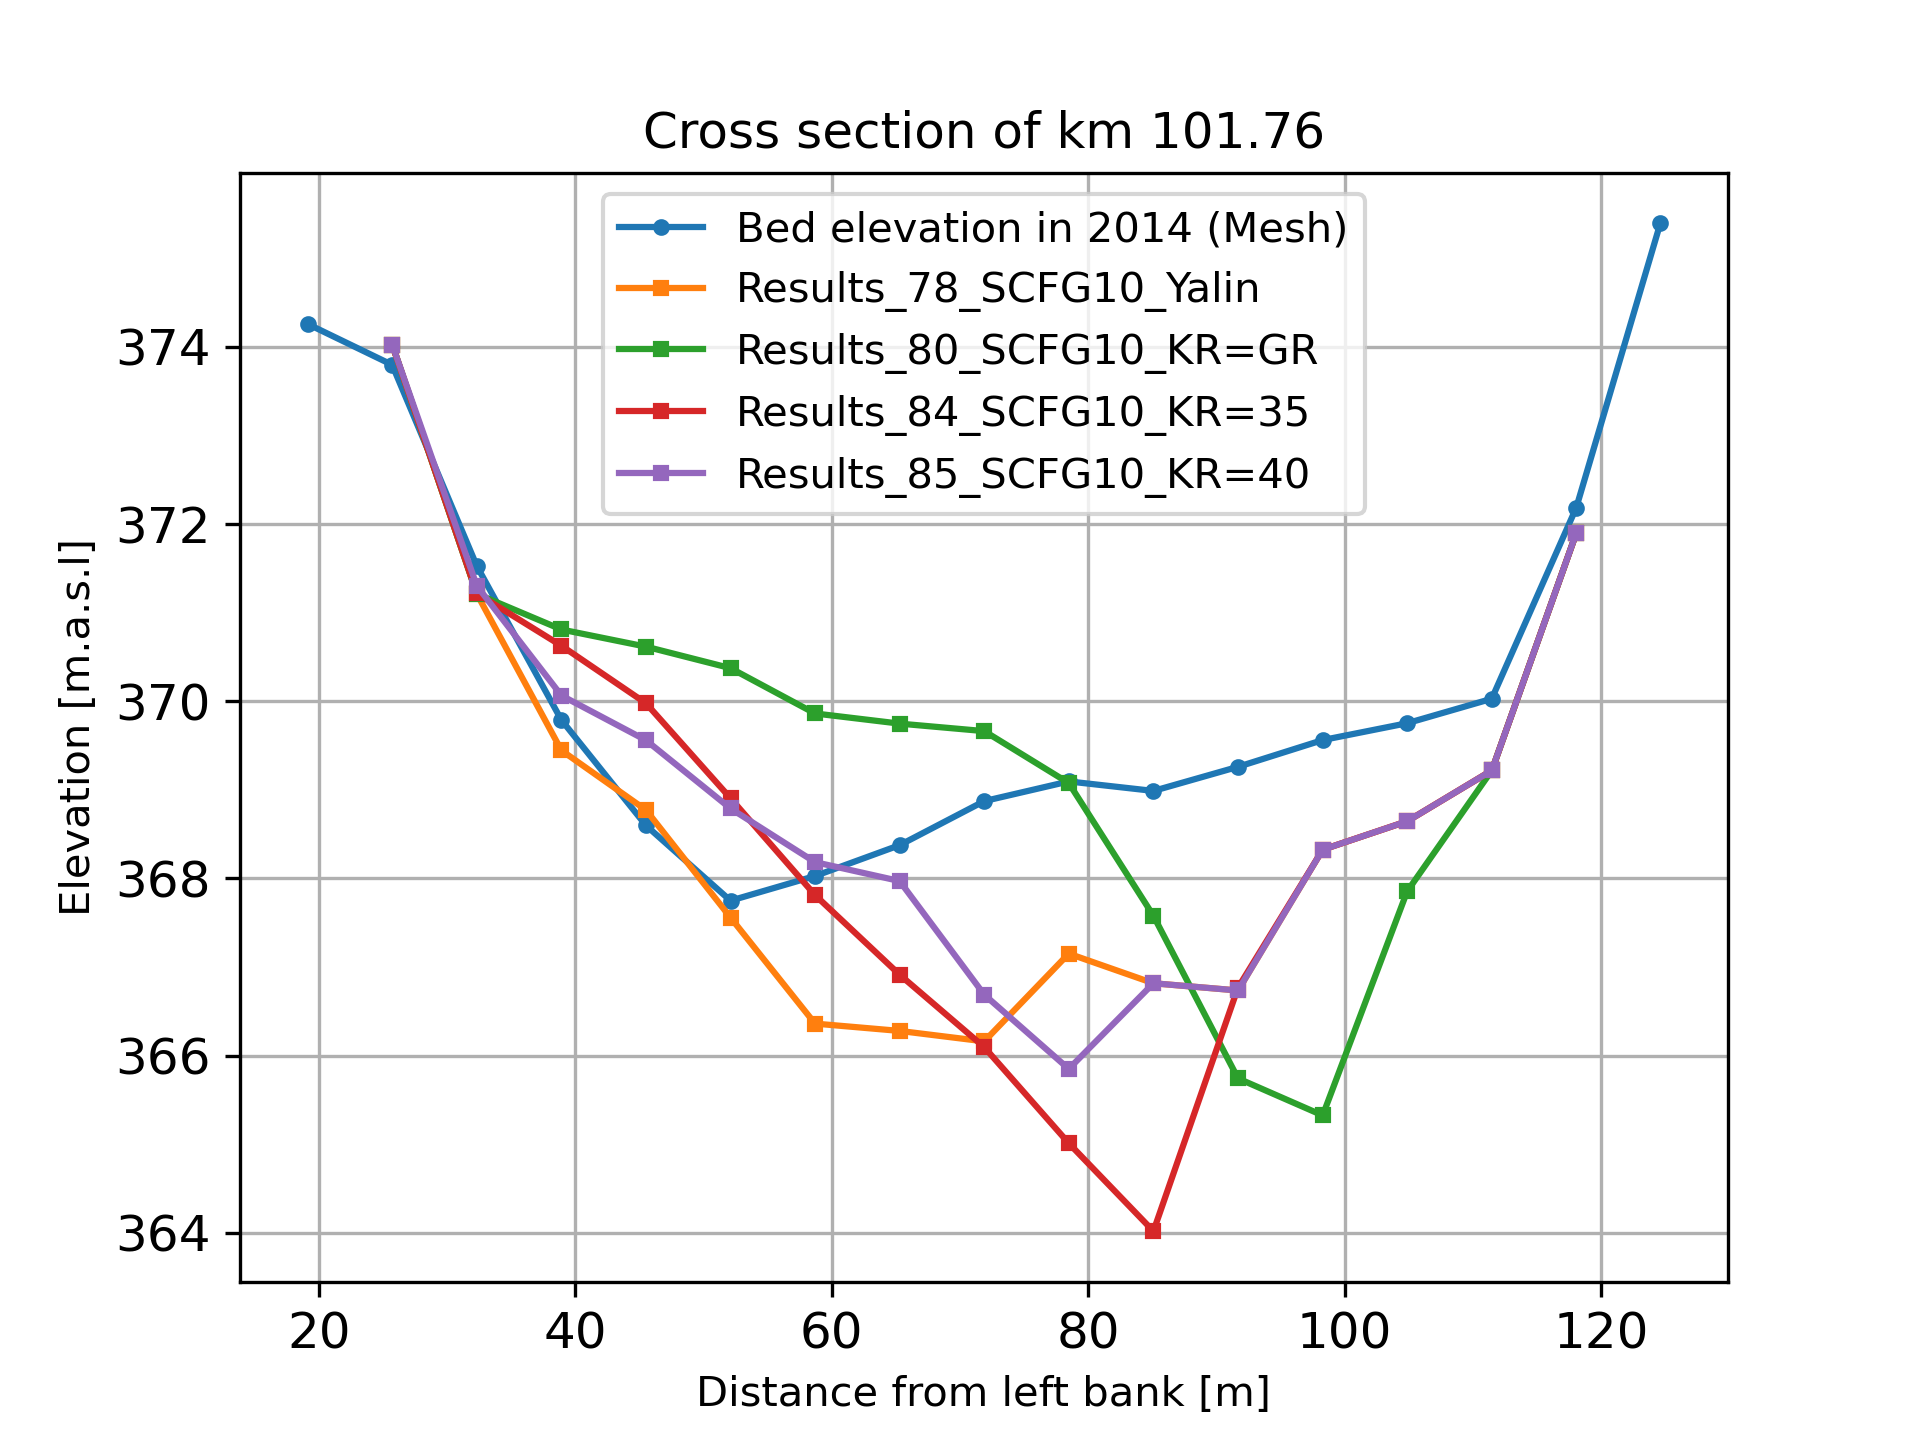 Cross section of km 101.76
Bed elevation in 2014 (Mesh)
Results_78_SCFG10_Yalin
Results_80_SCFG10_KR=GR
Results_84_SCFG10_KR=35
Results_85_SCFG10_KR=40
Elevation [m.a.s.l]
374
372
370
368
366
364
20 40 60 80 100 120
Distance from left bank [m]